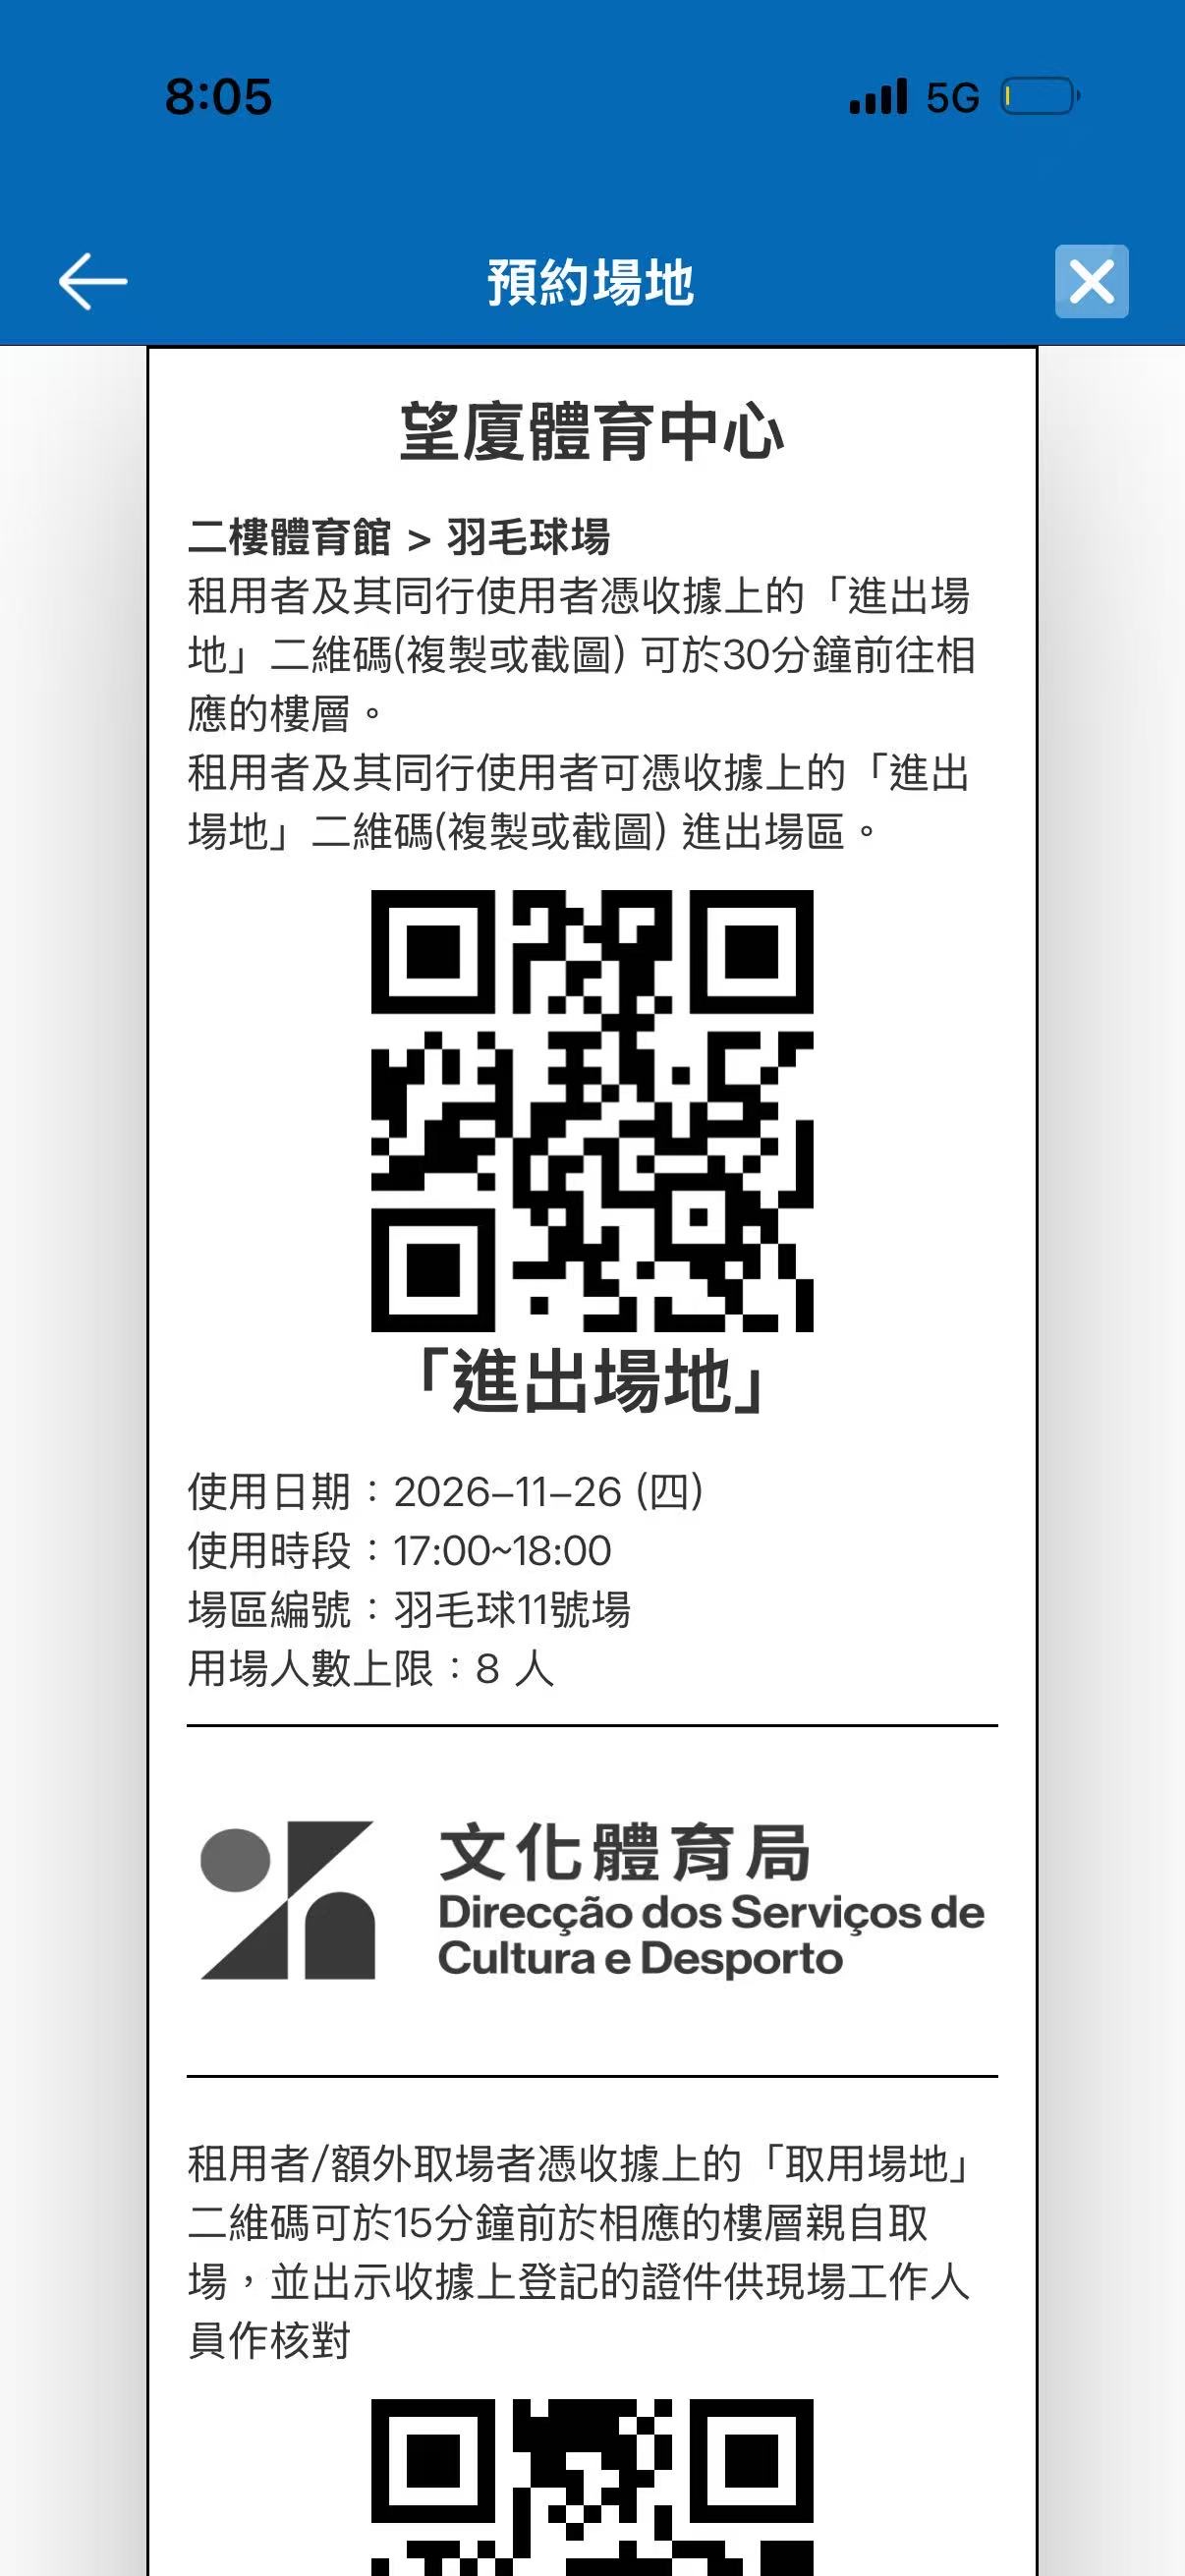 8:05
5G
預約場地
望廈體育中心
二樓體育館 > 羽毛球場
租用者及其同行使用者憑收據上的「進出場
地」二維碼(複製或截圖) 可於30分鐘前往相
應的樓層。
租用者及其同行使用者可憑收據上的「進出
場地」二維碼(複製或截圖) 進出場區。
「進出場地」
使用日期：2026–11–26 (四)
使用時段：17:00~18:00
場區編號：羽毛球11號場
用場人數上限：8 人
文化體育局
Direcção dos Serviços de
Cultura e Desporto
租用者/額外取場者憑收據上的「取用場地」
二維碼可於15分鐘前於相應的樓層親自取
場，並出示收據上登記的證件供現場工作人
員作核對